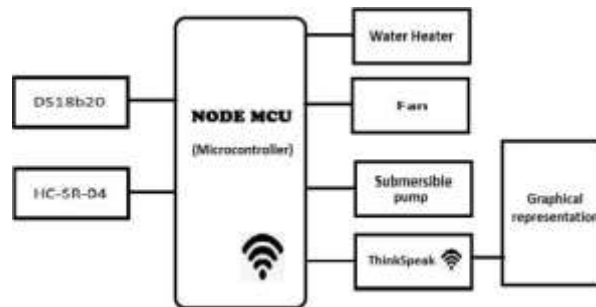 DS18b20
HC-SR-04
NODE MCU
(Microcontroller)
Water Heater
Fan
Submersible
pump
ThinkSpeak
Graphical
representation